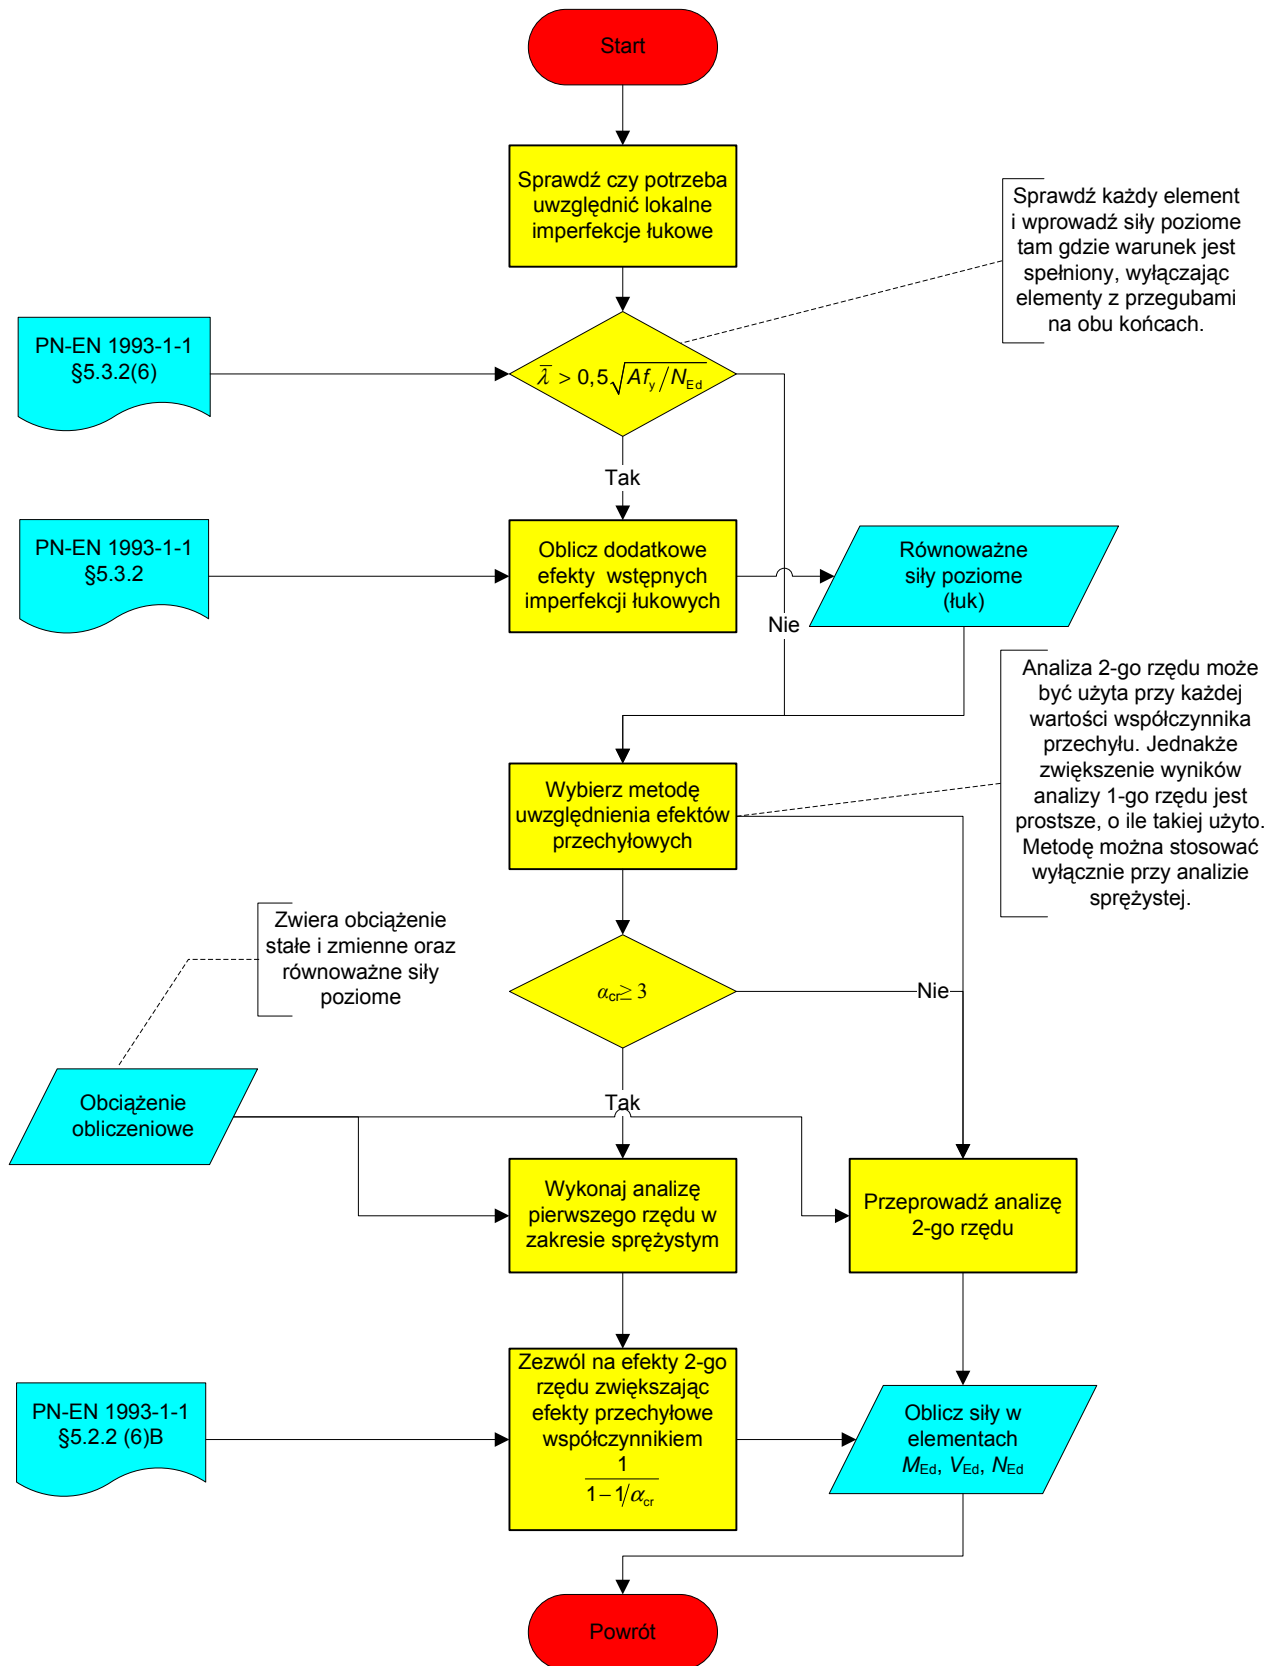 Start
Sprawdź czy potrzeba
uwzględnić lokalne
imperfekcje łukowe
Sprawdź każdy element
i wprowadź siły poziome
tam gdzie warunek jest
spełniony, wyłączając
elementy z przegubami
na obu końcach.
PN-EN 1993-1-1
§5.3.2(6)
λ̅ > 0,5√(Af_y/N_Ed)
Tak
PN-EN 1993-1-1
§5.3.2
Oblicz dodatkowe
efekty wstępnych
imperfekcji łukowych
Równoważne
siły poziome
(łuk)
Nie
Analiza 2-go rzędu może
być użyta przy każdej
wartości współczynnika
przechyłu. Jednakże
zwiększenie wyników
analizy 1-go rzędu jest
prostsze, o ile takiej użyto.
Metodę można stosować
wyłącznie przy analizie
sprężystej.
Wybierz metodę
uwzględnienia efektów
przechyłowych
Zwiera obciążenie
stałe i zmienne oraz
równoważne siły
poziome
α_cr ≥ 3
Nie
Tak
Obciążenie
obliczeniowe
Wykonaj analizę
pierwszego rzędu w
zakresie sprężystym
Przeprowadź analizę
2-go rzędu
PN-EN 1993-1-1
§5.2.2 (6)B
Zezwól na efekty 2-go
rzędu zwiększając
efekty przechyłowe
współczynnikiem
1
1−1/α_cr
Oblicz siły w
elementach
M_Ed, V_Ed, N_Ed
Powrót